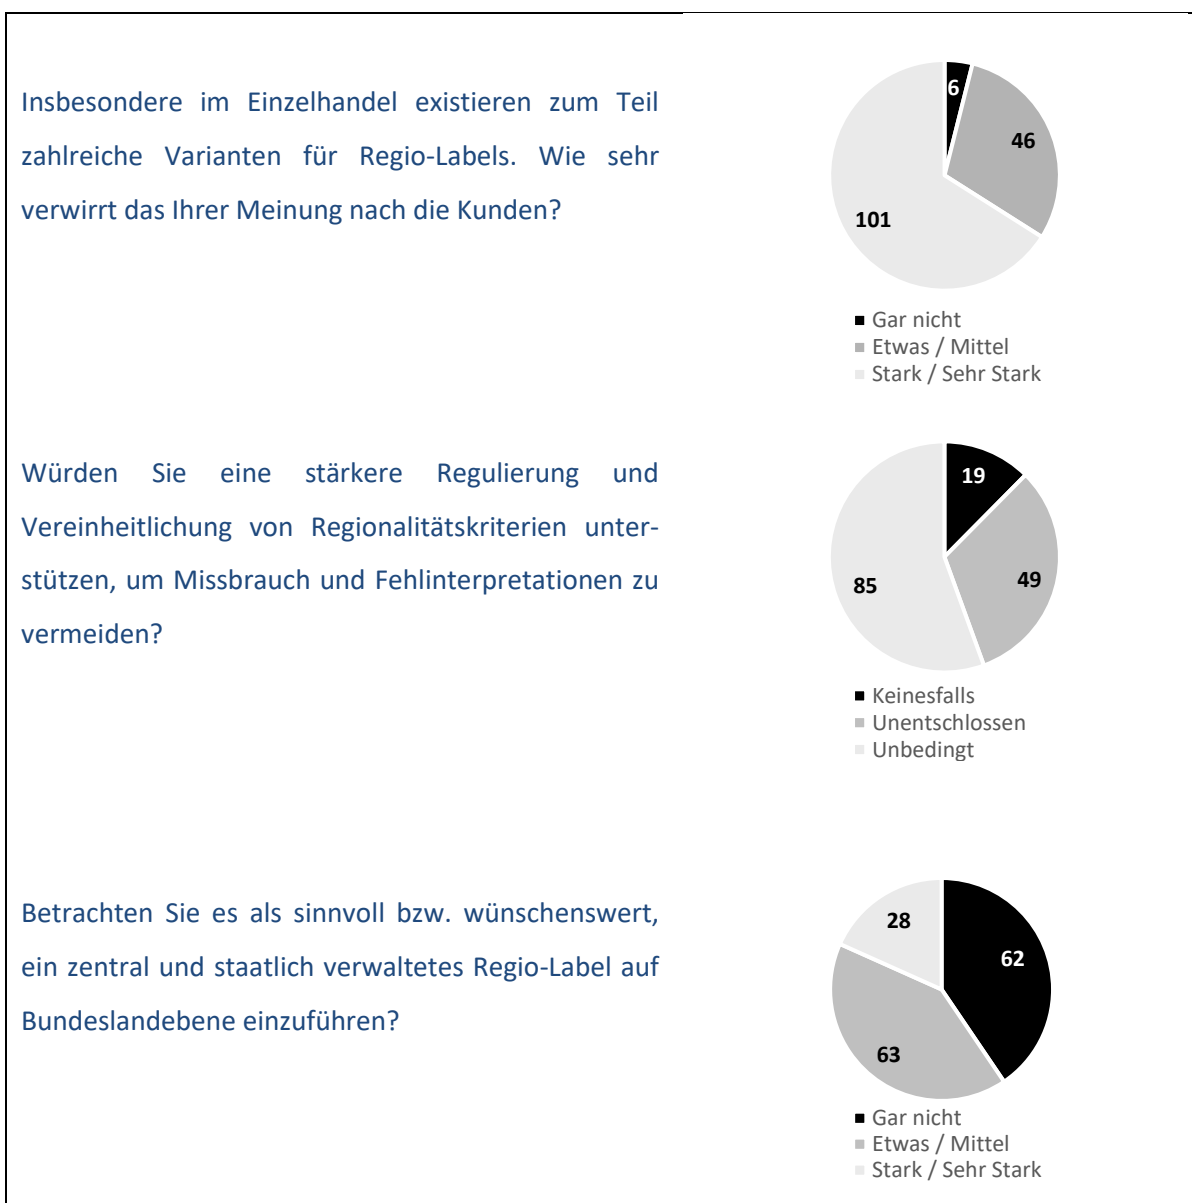 Insbesondere im Einzelhandel existieren zum Teil
zahlreiche Varianten für Regio-Labels. Wie sehr
verwirrt das Ihrer Meinung nach die Kunden?
6
46
101
Gar nicht
Etwas / Mittel
Stark / Sehr Stark
Würden Sie eine stärkere Regulierung und
Vereinheitlichung von Regionalitätskriterien unter-
stützen, um Missbrauch und Fehlinterpretationen zu
vermeiden?
19
49
85
Keinesfalls
Unentschlossen
Unbedingt
Betrachten Sie es als sinnvoll bzw. wünschenswert,
ein zentral und staatlich verwaltetes Regio-Label auf
Bundeslandebene einzuführen?
28
62
63
Gar nicht
Etwas / Mittel
Stark / Sehr Stark